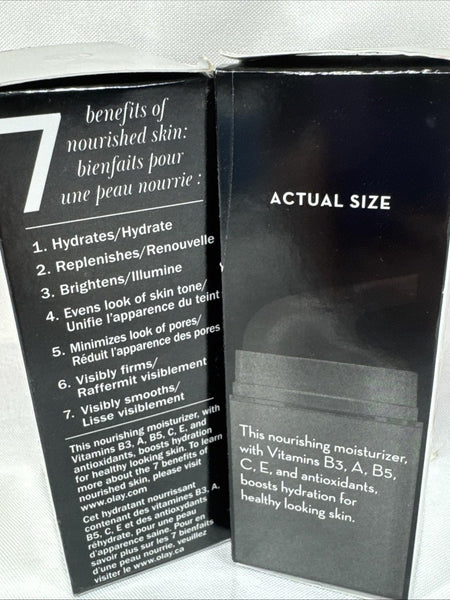 7
benefits of
nourished skin:
bienfaits pour
une peau nourrie :
1. Hydrates/Hydrate
2. Replenishes/Renouvelle
3. Brightens/Illumine
4. Evens look of skin tone/
Unifie l'apparence du teint
5. Minimizes look of pores/
Réduit l'apparence des pores
6. Visibly firms/
Raffermit visiblement
7. Visibly smooths/
Lisse visiblement
This nourishing moisturizer, with
Vitamins B3, A, B5, C, E, and
antioxidants, boosts hydration
for healthy looking skin. To learn
more about the 7 benefits of
nourished skin, please visit
www.olay.com
Cet hydratant nourrissant
contenant des vitamines B3, A,
B5, C, E et des antioxydants
réhydrate, pour une peau
d'apparence saine. Pour en
savoir plus sur les 7 bienfaits
d'une peau nourrie, veuillez
visiter le www.olay.ca
ACTUAL SIZE
This nourishing moisturizer,
with Vitamins B3, A, B5,
C, E, and antioxidants,
boosts hydration for
healthy looking skin.